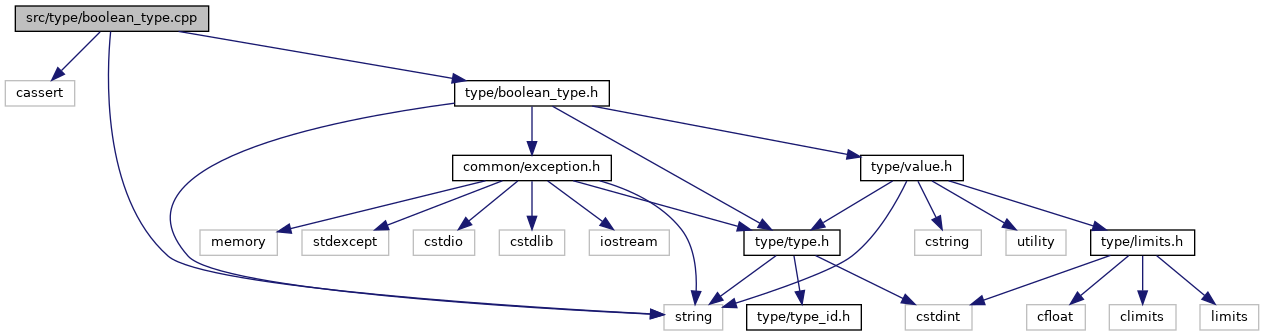 src/type/boolean_type.cpp
cassert
type/boolean_type.h
common/exception.h
type/value.h
memory
stdexcept
cstdio
cstdlib
iostream
type/type.h
cstring
utility
type/limits.h
string
type/type_id.h
cstdint
cfloat
climits
limits